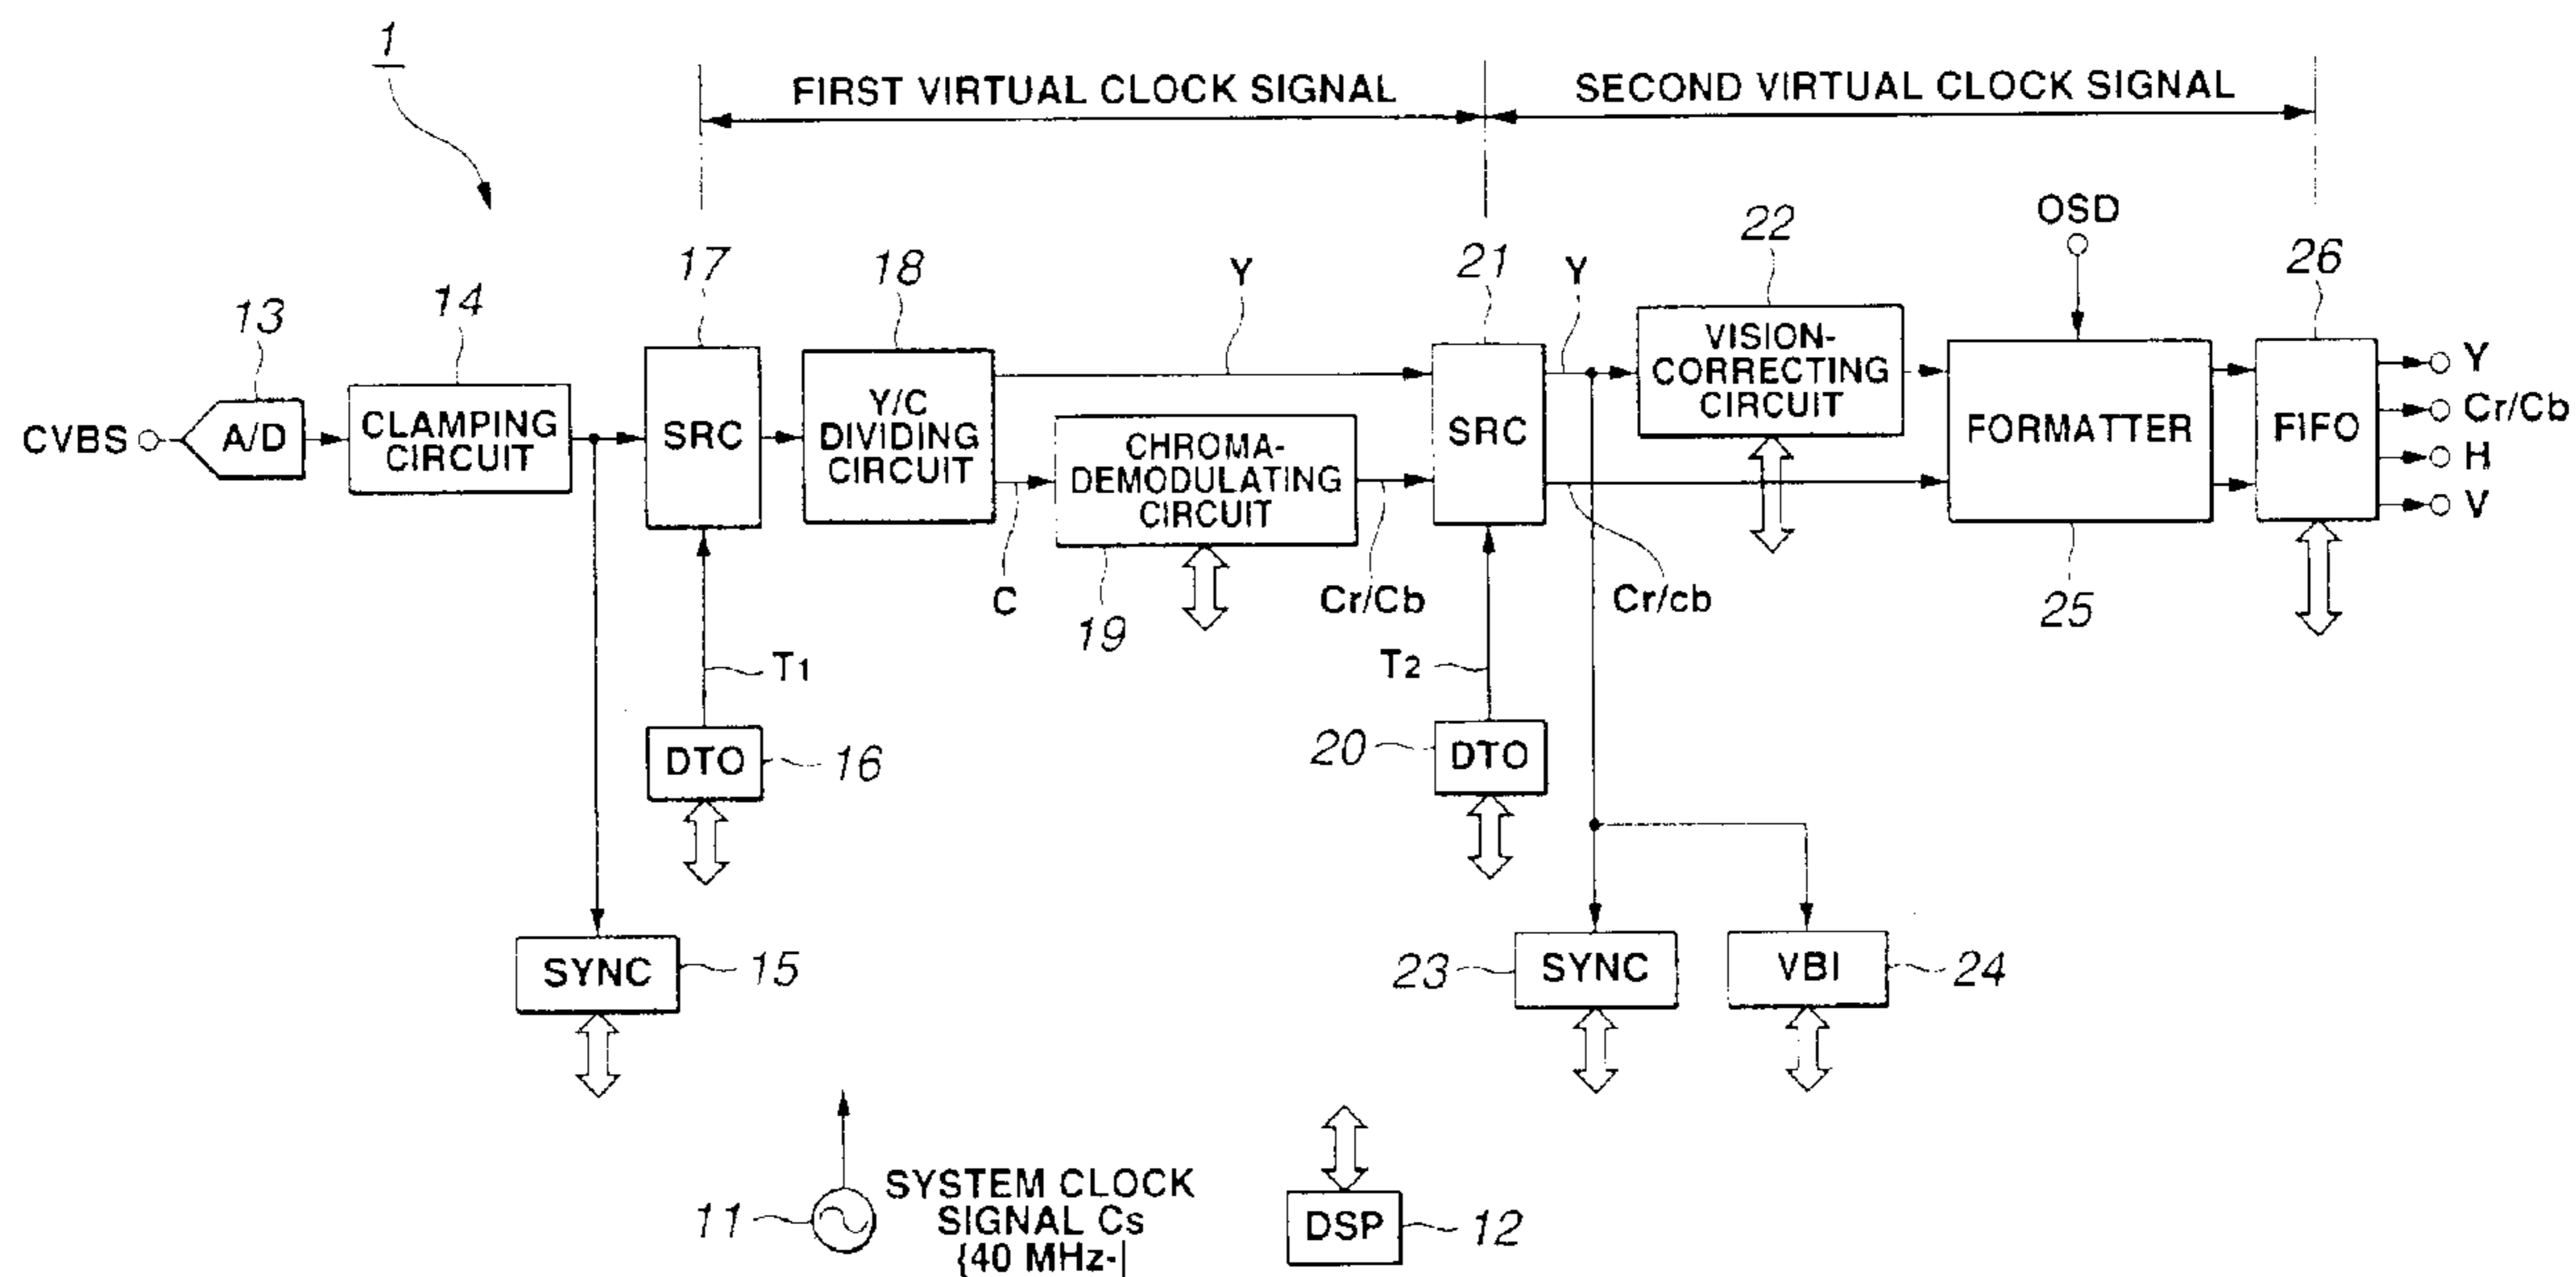 1
FIRST VIRTUAL CLOCK SIGNAL
SECOND VIRTUAL CLOCK SIGNAL
OSD
13
14
17
18
Y
21
Y
22
26
CVBS
A/D
CLAMPING
CIRCUIT
SRC
Y/C
DIVIDING
CIRCUIT
CHROMA-
DEMODULATING
CIRCUIT
SRC
VISION-
CORRECTING
CIRCUIT
FORMATTER
FIFO
Y
Cr/Cb
H
V
C
19
Cr/Cb
Cr/cb
25
T1
T2
DTO
16
20
DTO
SYNC
15
23
SYNC
VBI
24
11
SYSTEM CLOCK
SIGNAL Cs
{40 MHz-|
DSP
12